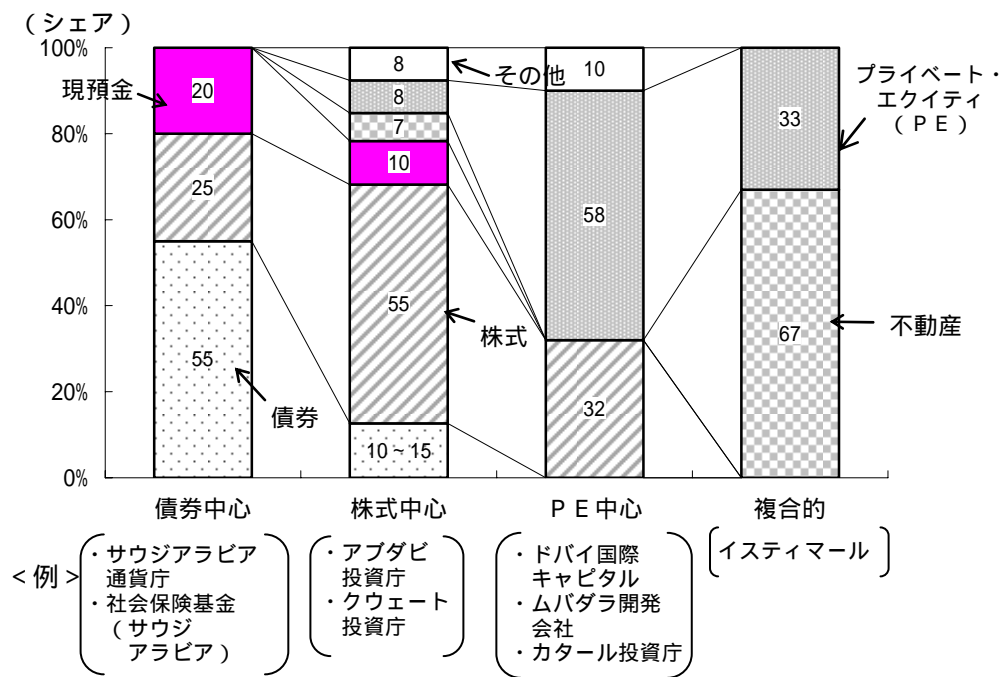 (シェア)
100%
80%
60%
40%
20%
0%
現預金
20
25
55
債券
8
8
7
10
55
10～15
その他
株式
10
58
32
33
67
プライベート・
エクイティ
(PE)
不動産
債券中心
株式中心
PE中心
複合的
<例>
・サウジアラビア
通貨庁
・社会保険基金
(サウジ
アラビア)
・アブダビ
投資庁
・クウェート
投資庁
・ドバイ国際
キャピタル
・ムバダラ開発
会社
・カタール投資庁
イスティマール